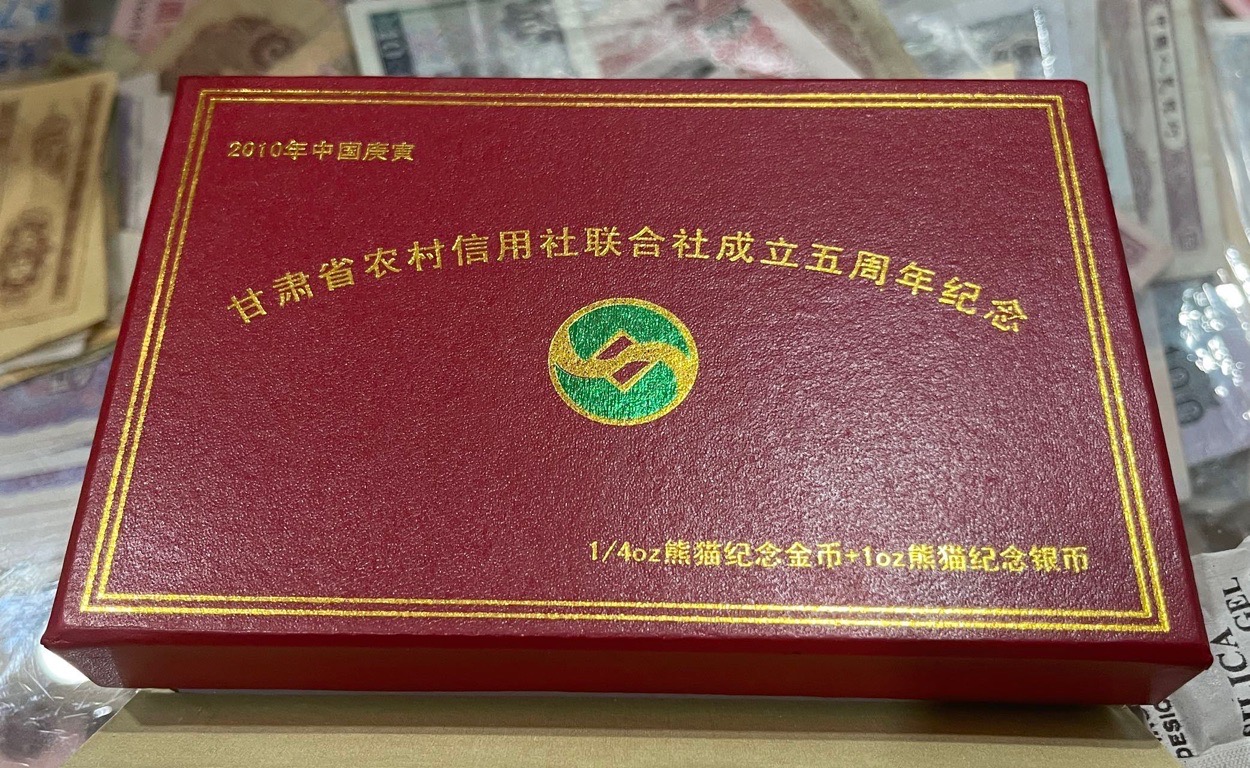 2010年中国庚寅
甘肃省农村信用社联合社成立五周年纪念
1/4oz熊猫纪念金币+1oz熊猫纪念银币
SILICA GEL